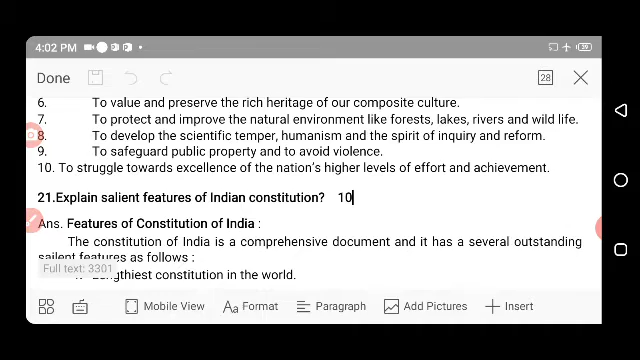 4:02 PM 39
Done 28
6. To value and preserve the rich heritage of our composite culture.
7. To protect and improve the natural environment like forests, lakes, rivers and wild life.
8. To develop the scientific temper, humanism and the spirit of inquiry and reform.
9. To safeguard public property and to avoid violence.
10. To struggle towards excellence of the nation's higher levels of effort and achievement.
21.Explain salient features of Indian constitution? 10
Ans. Features of Constitution of India :
The constitution of India is a comprehensive document and it has a several outstanding
sailent features as follows :
Full text: 3301
Lengthiest constitution in the world.
Mobile View Aa Format Paragraph Add Pictures Insert